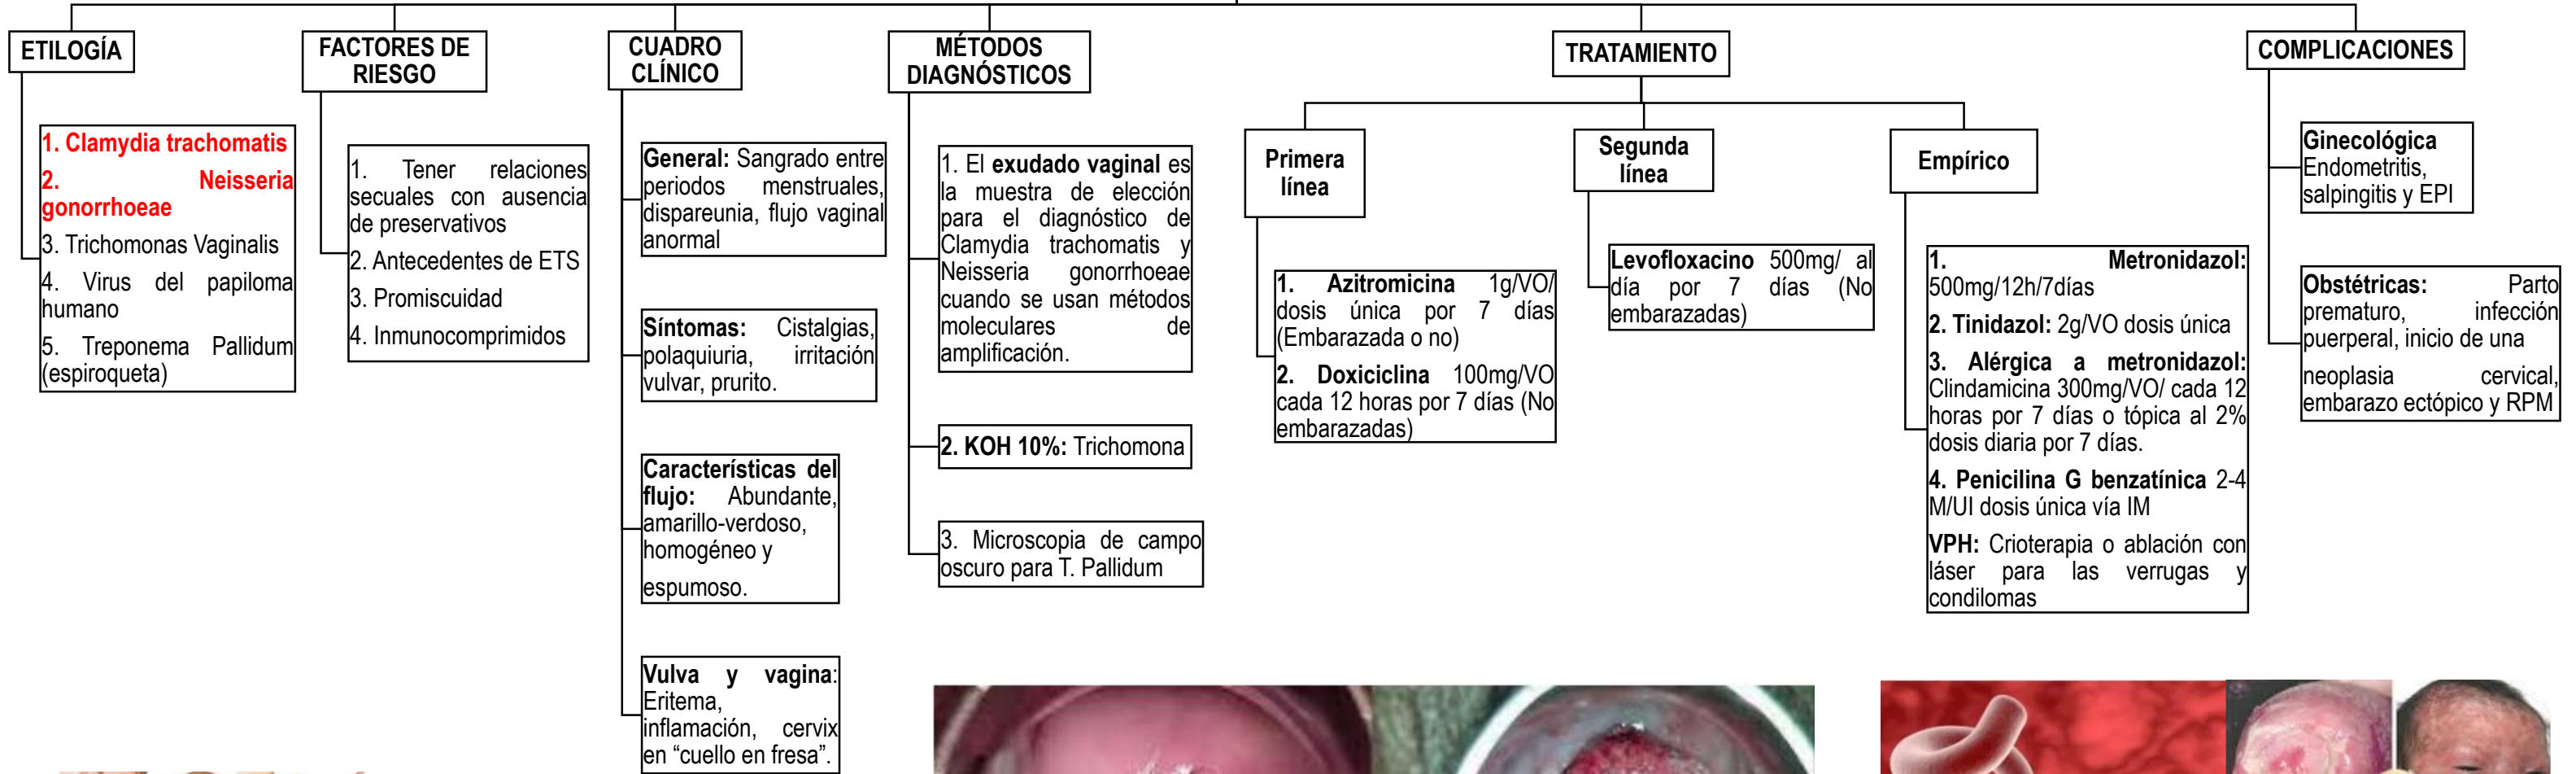 ETILOGÍA
1. Clamydia trachomatis
2. Neisseria
gonorrhoeae
3. Trichomonas Vaginalis
4. Virus del papiloma
humano
5. Treponema Pallidum
(espiroqueta)
FACTORES DE
RIESGO
1. Tener relaciones
secuales con ausencia
de preservativos
2. Antecedentes de ETS
3. Promiscuidad
4. Inmunocomprimidos
CUADRO
CLÍNICO
General: Sangrado entre
periodos menstruales,
dispareunia, flujo vaginal
anormal
Síntomas: Cistalgias,
polaquiuria, irritación
vulvar, prurito.
Características del
flujo: Abundante,
amarillo-verdoso,
homogéneo y
espumoso.
Vulva y vagina:
Eritema,
inflamación, cervix
en “cuello en fresa”.
MÉTODOS
DIAGNÓSTICOS
1. El exudado vaginal es
la muestra de elección
para el diagnóstico de
Clamydia trachomatis y
Neisseria gonorrhoeae
cuando se usan métodos
moleculares de
amplificación.
2. KOH 10%: Trichomona
3. Microscopia de campo
oscuro para T. Pallidum
TRATAMIENTO
Primera
línea
1. Azitromicina 1g/VO/
dosis única por 7 días
(Embarazada o no)
2. Doxiciclina 100mg/VO
cada 12 horas por 7 días (No
embarazadas)
Segunda
línea
Levofloxacino 500mg/ al
día por 7 días (No
embarazadas)
Empírico
1. Metronidazol:
500mg/12h/7días
2. Tinidazol: 2g/VO dosis única
3. Alérgica a metronidazol:
Clindamicina 300mg/VO/ cada 12
horas por 7 días o tópica al 2%
dosis diaria por 7 días.
4. Penicilina G benzatínica 2-4
M/UI dosis única vía IM
VPH: Crioterapia o ablación con
láser para las verrugas y
condilomas
COMPLICACIONES
Ginecológica
Endometritis,
salpingitis y EPI
Obstétricas: Parto
prematuro, infección
puerperal, inicio de una
neoplasia cervical,
embarazo ectópico y RPM